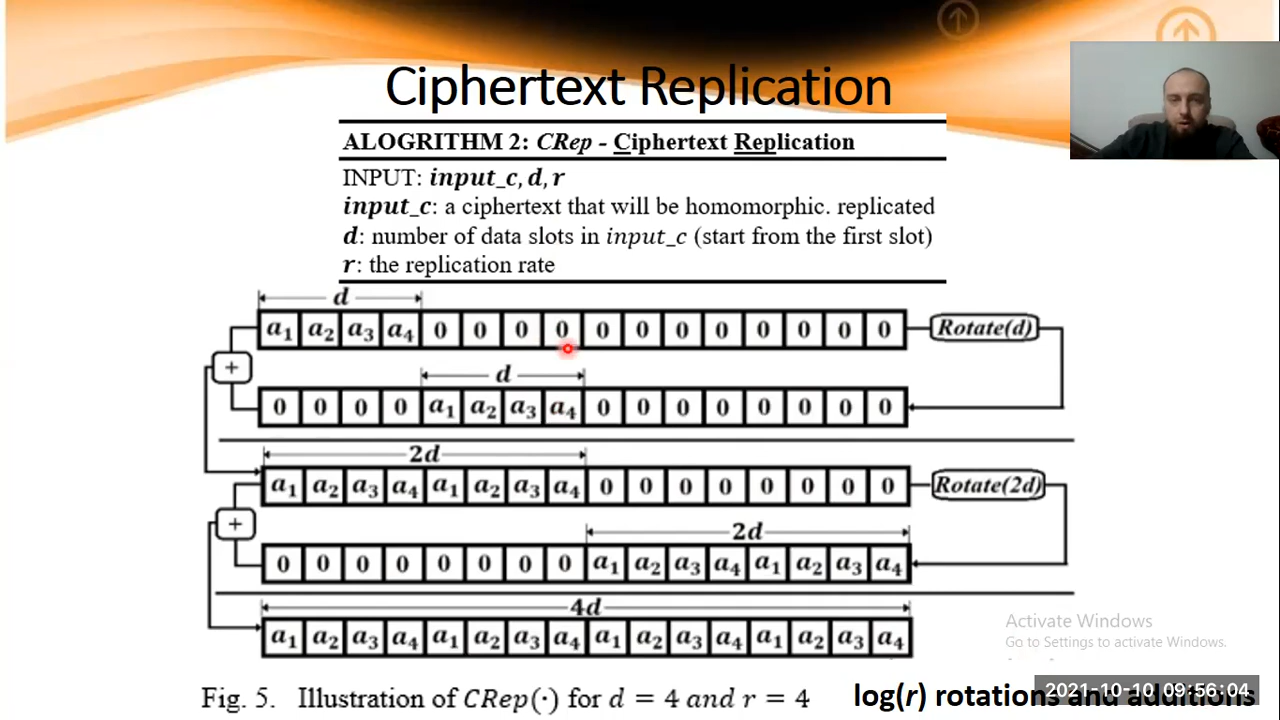 Ciphertext Replication
ALOGRITHM 2: CRep - Ciphertext Replication
INPUT: input_c, d, r
input_c: a ciphertext that will be homomorphic. replicated
d: number of data slots in input_c (start from the first slot)
r: the replication rate
d
a₁ a₂ a₃ a₄ 0 0 0 0 0 0 0 0 0 0 0 0 Rotate(d)
+
d
0 0 0 0 a₁ a₂ a₃ a₄ 0 0 0 0 0 0 0 0
2d
a₁ a₂ a₃ a₄ a₁ a₂ a₃ a₄ 0 0 0 0 0 0 0 0 Rotate(2d)
+
2d
0 0 0 0 0 0 0 0 a₁ a₂ a₃ a₄ a₁ a₂ a₃ a₄
4d
a₁ a₂ a₃ a₄ a₁ a₂ a₃ a₄ a₁ a₂ a₃ a₄ a₁ a₂ a₃ a₄
Activate Windows
Go to Settings to activate Windows.
Fig. 5. Illustration of CRep(·) for d = 4 and r = 4
log(r) rotations and additions
2021-10-10 09:56:04